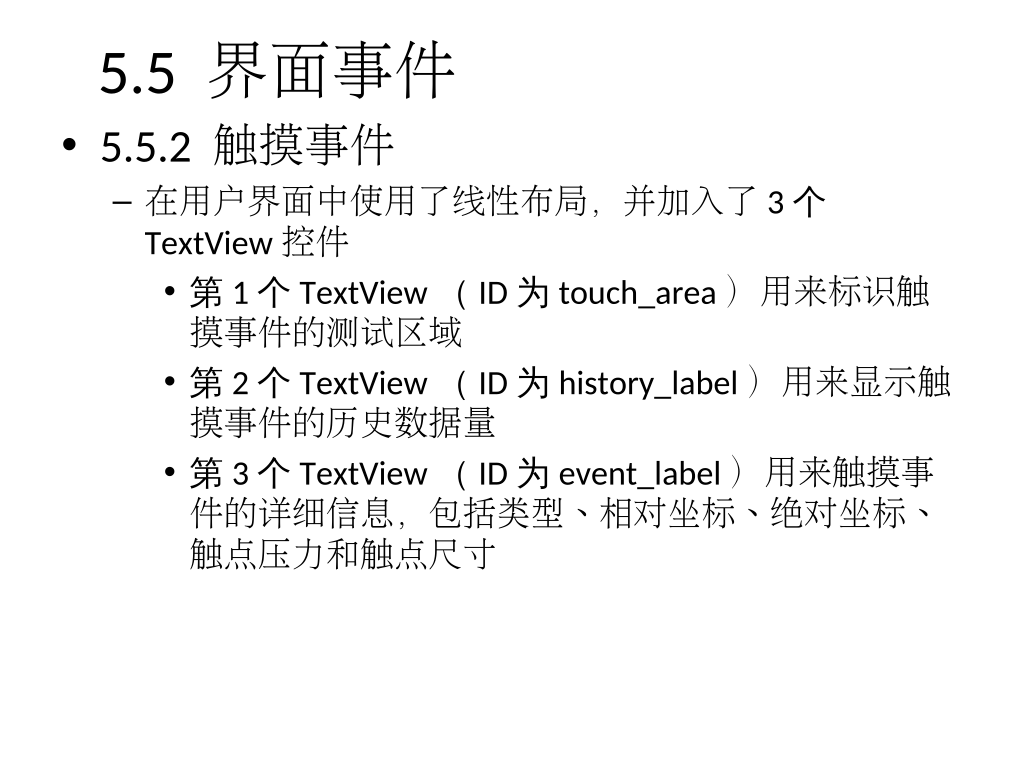 5.5 界面事件
• 5.5.2 触摸事件
– 在用户界面中使用了线性布局，并加入了 3 个
TextView 控件
• 第 1 个 TextView （ ID 为 touch_area ）用来标识触
摸事件的测试区域
• 第 2 个 TextView （ ID 为 history_label ）用来显示触
摸事件的历史数据量
• 第 3 个 TextView （ ID 为 event_label ）用来触摸事
件的详细信息，包括类型、相对坐标、绝对坐标、
触点压力和触点尺寸